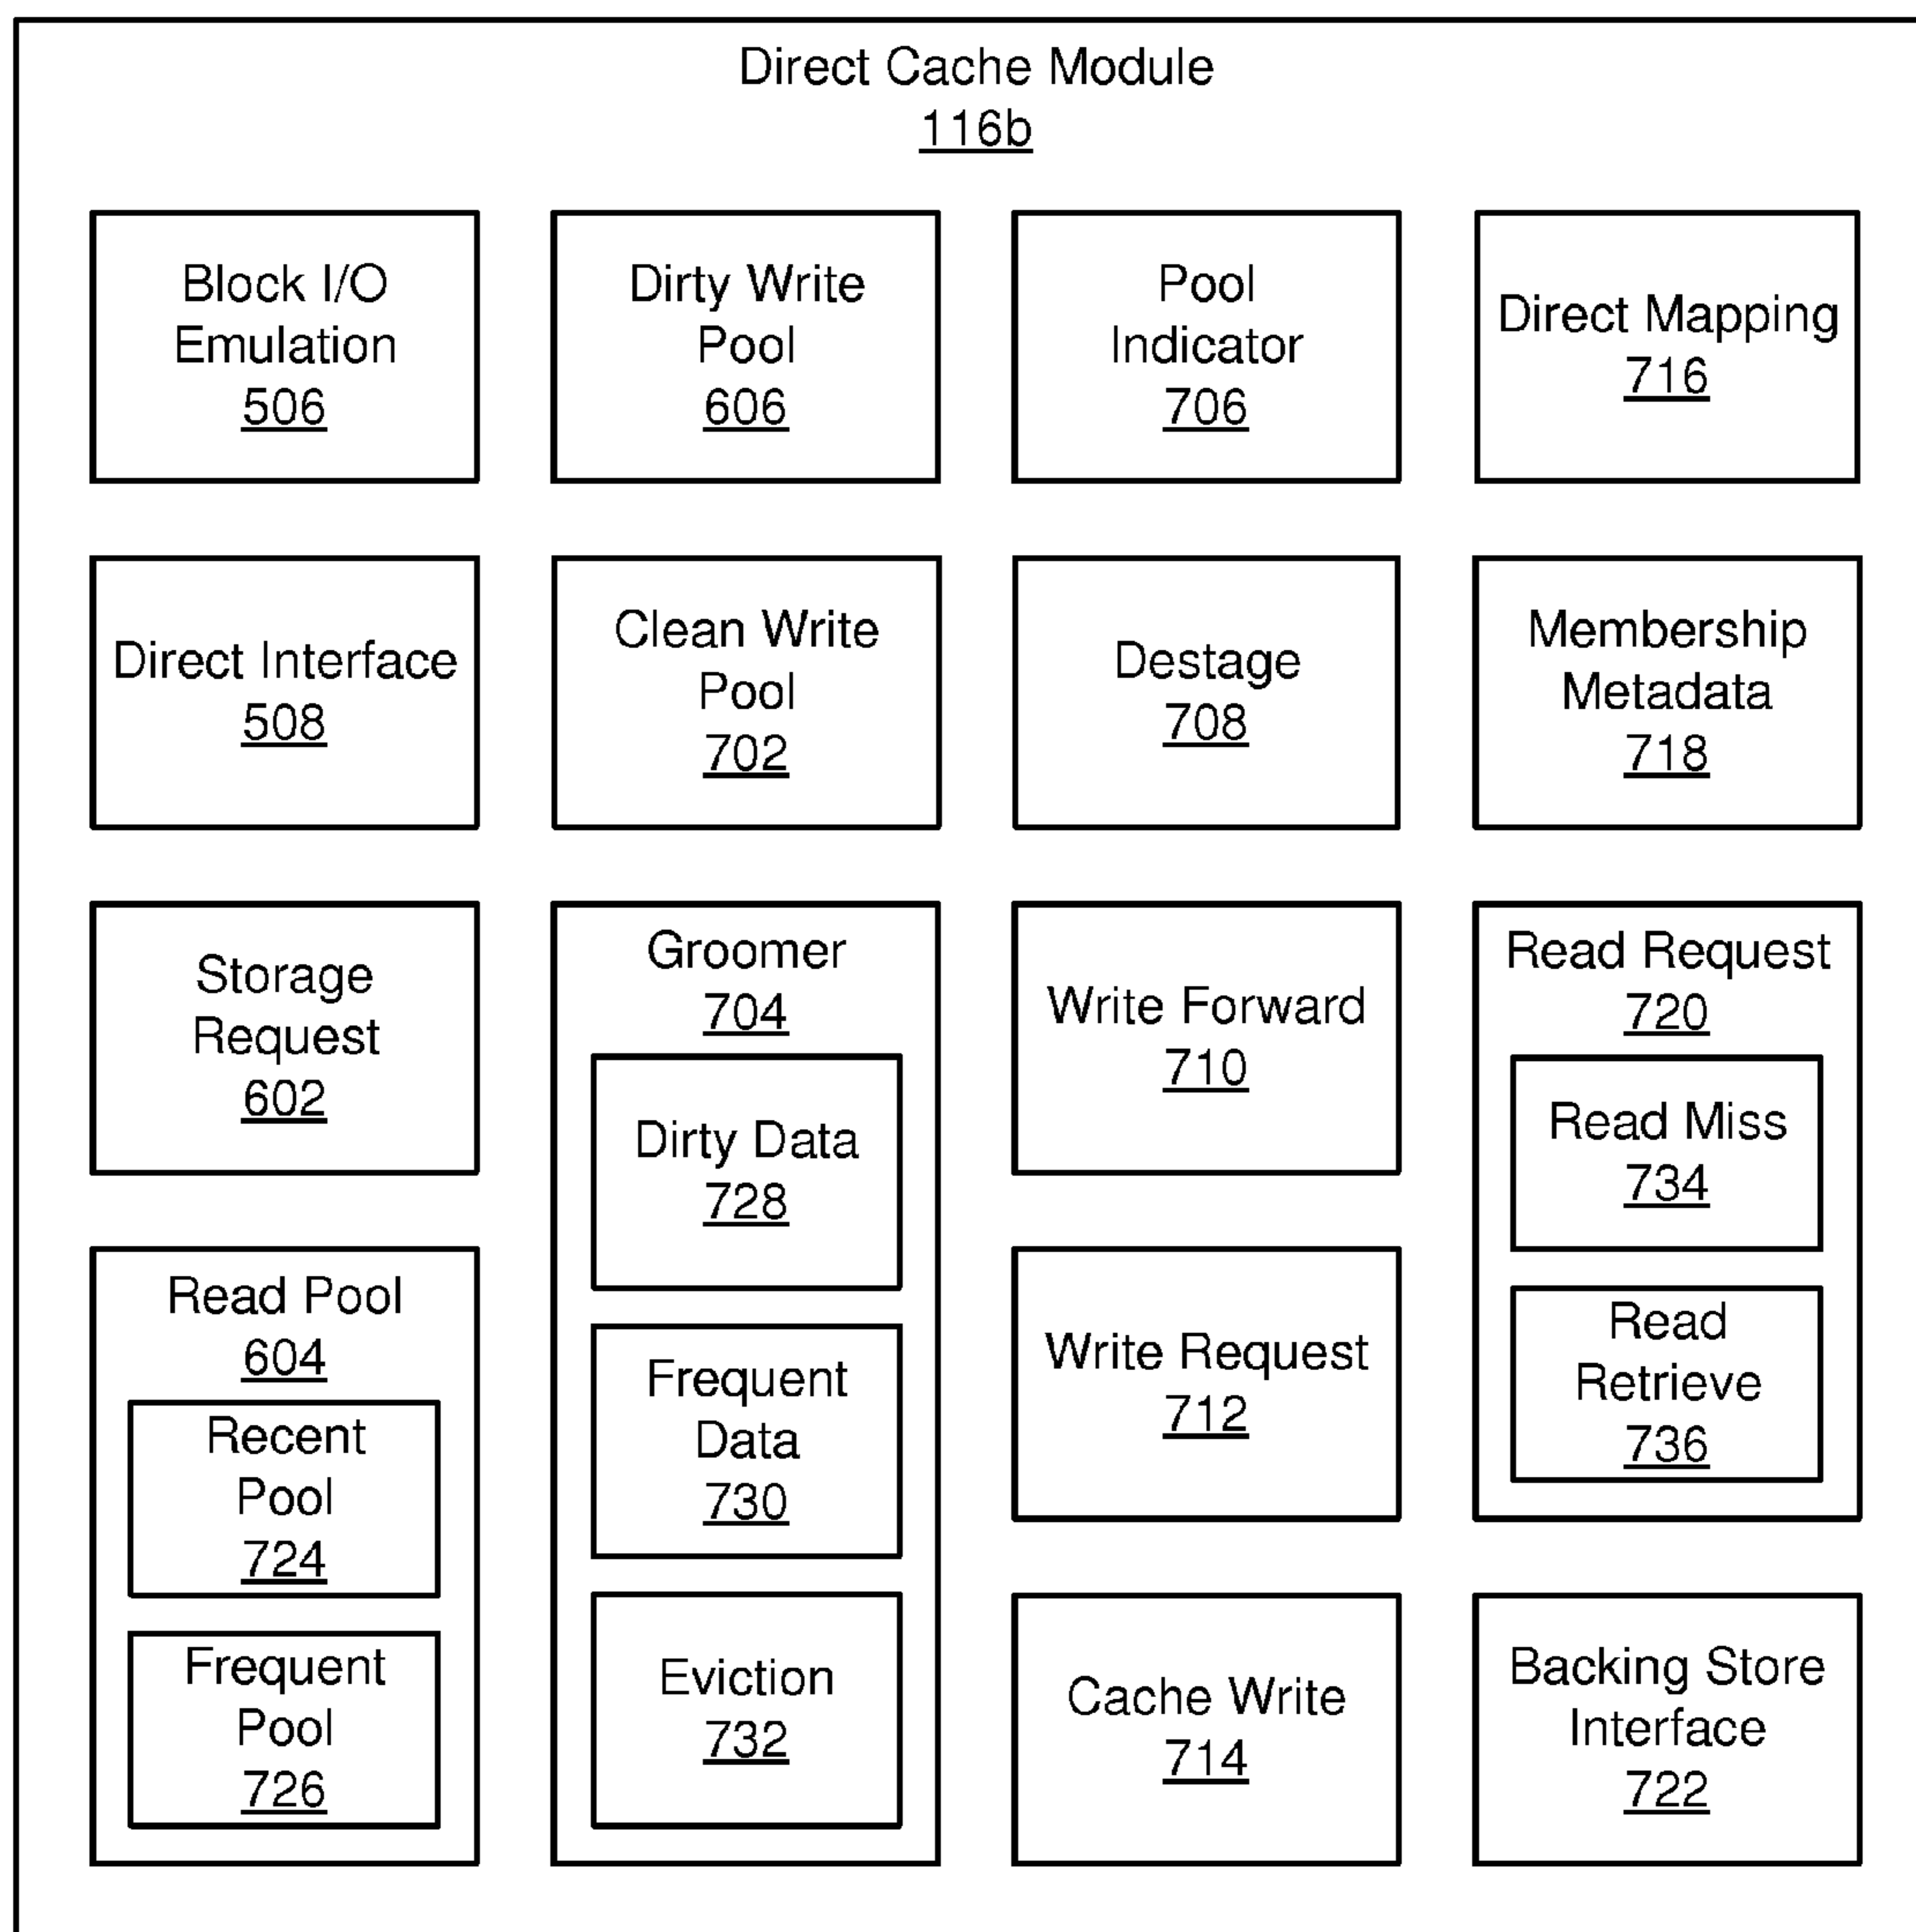 Direct Cache Module
116b
Block I/O
Emulation
506
Dirty Write
Pool
606
Pool
Indicator
706
Direct Mapping
716
Direct Interface
508
Clean Write
Pool
702
Destage
708
Membership
Metadata
718
Storage
Request
602
Groomer
704
Dirty Data
728
Frequent
Data
730
Eviction
732
Write Forward
710
Read Request
720
Read Miss
734
Read
Retrieve
736
Read Pool
604
Recent
Pool
724
Frequent
Pool
726
Write Request
712
Cache Write
714
Backing Store
Interface
722